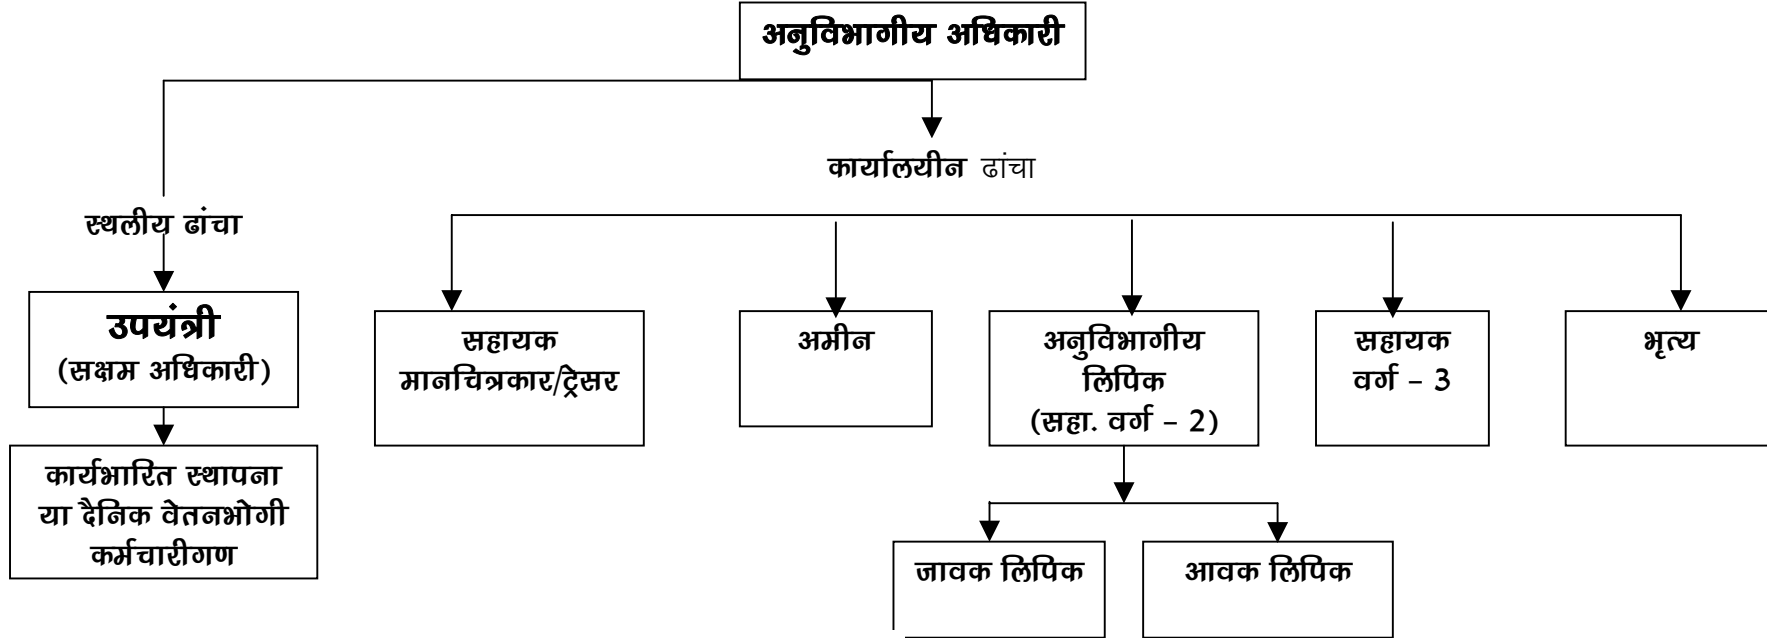 अनुविभागीय अधिकारी
कार्यालयीन ढांचा
स्थलीय ढांचा
उपयंत्री
(सक्षम अधिकारी)
कार्यभारित स्थापना
या दैनिक वेतनभोगी
कर्मचारीगण
सहायक
मानचित्रकार/ट्रेसर
अमीन
अनुविभागीय
लिपिक
(सहा. वर्ग - 2)
सहायक
वर्ग - 3
भृत्य
जावक लिपिक
आवक लिपिक